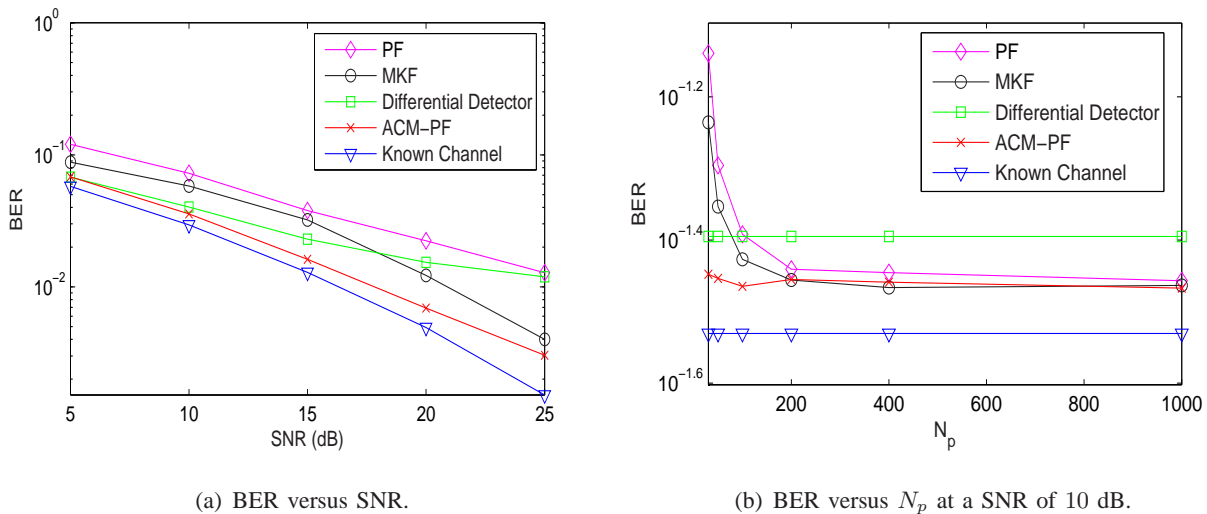 10^0
10^-1
10^-2
BER
5
10
15
20
25
SNR (dB)
PF
MKF
Differential Detector
ACM-PF
Known Channel
(a) BER versus SNR.
10^-1.2
10^-1.4
10^-1.6
BER
200
400
600
800
1000
N_p
PF
MKF
Differential Detector
ACM-PF
Known Channel
(b) BER versus N_p at a SNR of 10 dB.